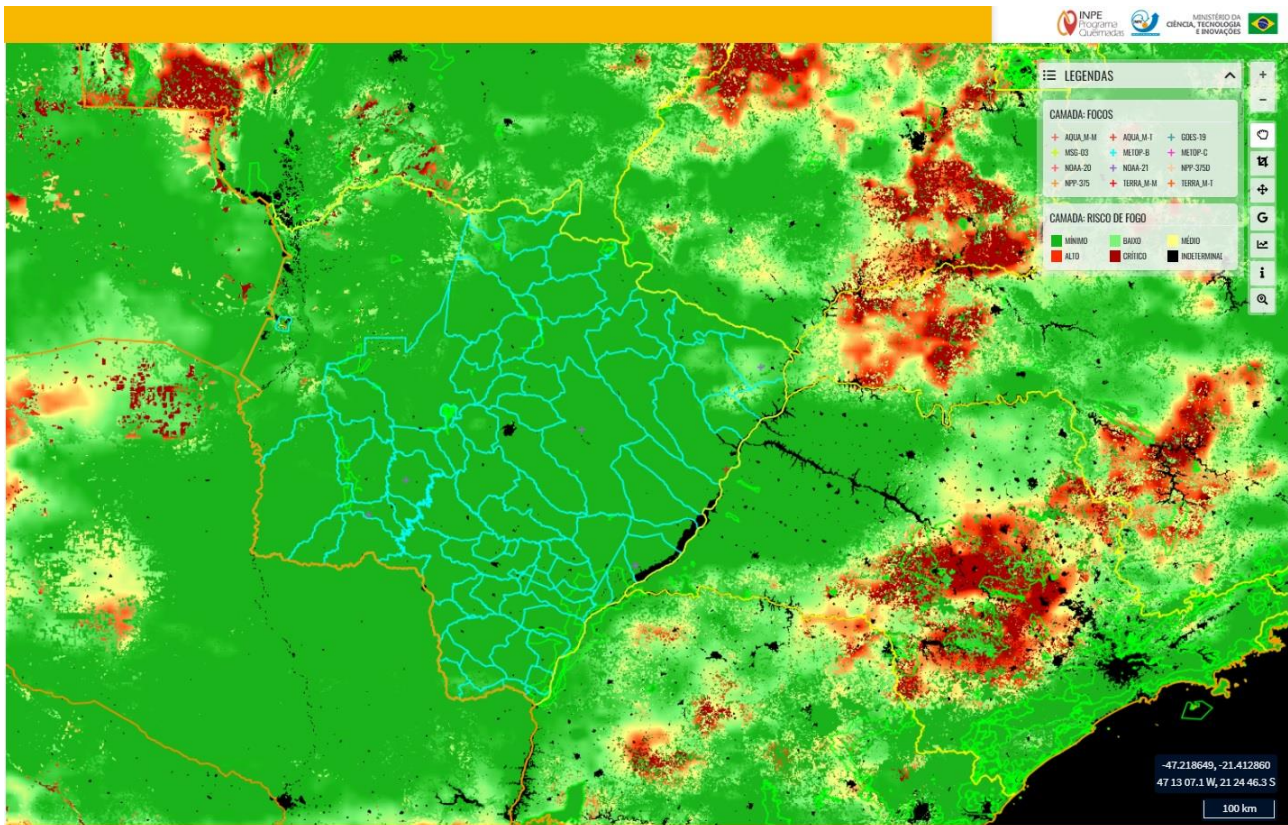 INPE
Programa
Queimadas
MINISTÉRIO DA
CIÊNCIA, TECNOLOGIA
E INOVAÇÕES
LEGENDAS
CAMADA: FOCOS
AQUA_M-M AQUA_M-T GOES-19
MSG-03 METOP-B METOP-C
NOAA-20 NOAA-21 NPP-375D
NPP-375 TERRA_M-M TERRA_M-T
CAMADA: RISCO DE FOGO
MÍNIMO BAIXO MÉDIO
ALTO CRÍTICO INDETERMINAD
-47.218649, -21.412860
47 13 07.1 W, 21 24 46.3 S
100 km